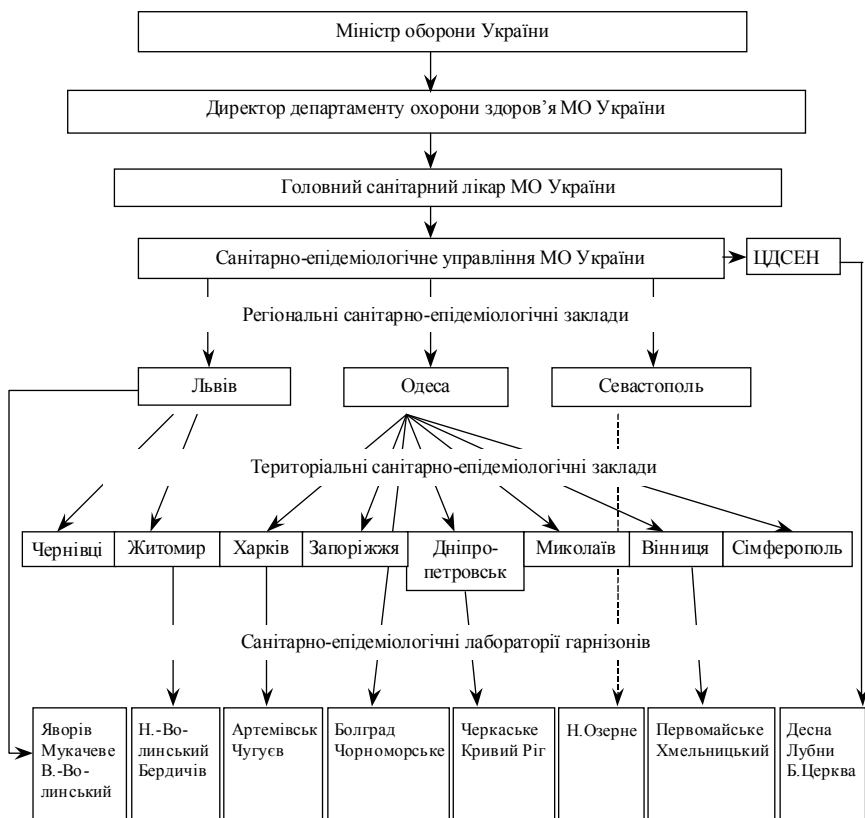 Міністр оборони України
Директор департаменту охорони здоров’я МО України
Головний санітарний лікар МО України
Санітарно-епідеміологічне управління МО України
ЦДСЕН
Регіональні санітарно-епідеміологічні заклади
Львів
Одеса
Севастополь
Територіальні санітарно-епідеміологічні заклади
Чернівці
Житомир
Харків
Запоріжжя
Дніпро-
петровськ
Миколаїв
Вінниця
Сімферополь
Санітарно-епідеміологічні лабораторії гарнізонів
Яворів
Мукачеве
В.-Во-
линський
Н.-Во-
линський
Бердичів
Артемівськ
Чугуєв
Болград
Чорноморське
Черкаське
Кривий Ріг
Н.Озерне
Первомайське
Хмельницький
Десна
Лубни
Б.Церква